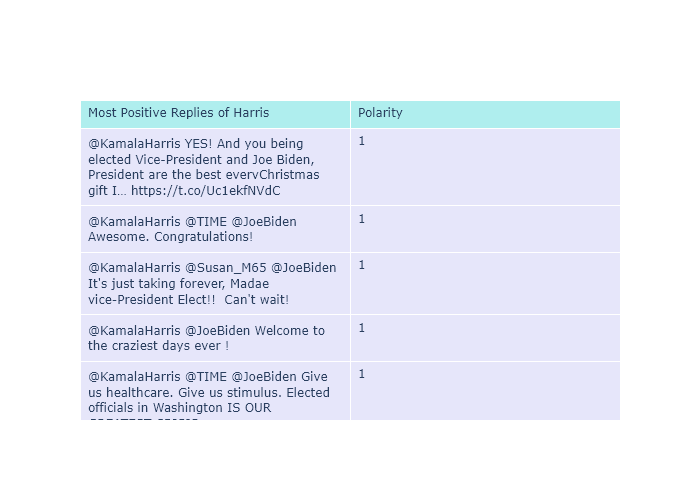 Most Positive Replies of Harris
Polarity
@KamalaHarris YES! And you being
elected Vice-President and Joe Biden,
President are the best evervChristmas
gift I… https://t.co/Uc1ekfNVdC
1
@KamalaHarris @TIME @JoeBiden
Awesome. Congratulations!
1
@KamalaHarris @Susan_M65 @JoeBiden
It's just taking forever, Madae
vice-President Elect!!  Can't wait!
1
@KamalaHarris @JoeBiden Welcome to
the craziest days ever !
1
@KamalaHarris @TIME @JoeBiden Give
us healthcare. Give us stimulus. Elected
officials in Washington IS OUR
1